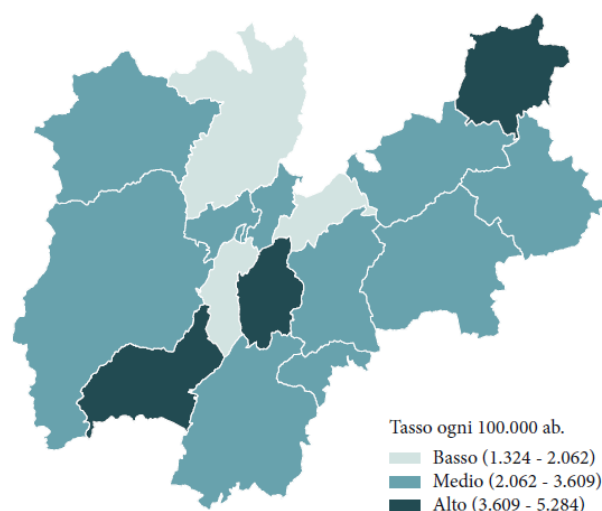 Tasso ogni 100.000 ab.
Basso (1.324 - 2.062)
Medio (2.062 - 3.609)
Alto (3.609 - 5.284)